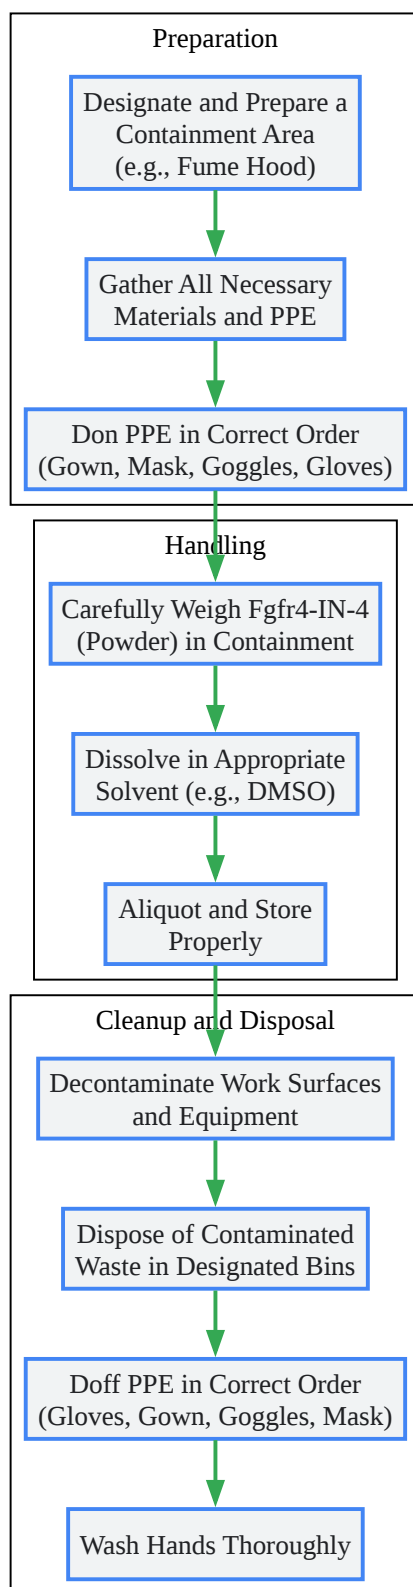 Preparation
Designate and Prepare a
Containment Area
(e.g., Fume Hood)
Gather All Necessary
Materials and PPE
Don PPE in Correct Order
(Gown, Mask, Goggles, Gloves)
Handling
Carefully Weigh Fgfr4-IN-4
(Powder) in Containment
Dissolve in Appropriate
Solvent (e.g., DMSO)
Aliquot and Store
Properly
Cleanup and Disposal
Decontaminate Work Surfaces
and Equipment
Dispose of Contaminated
Waste in Designated Bins
Doff PPE in Correct Order
(Gloves, Gown, Goggles, Mask)
Wash Hands Thoroughly